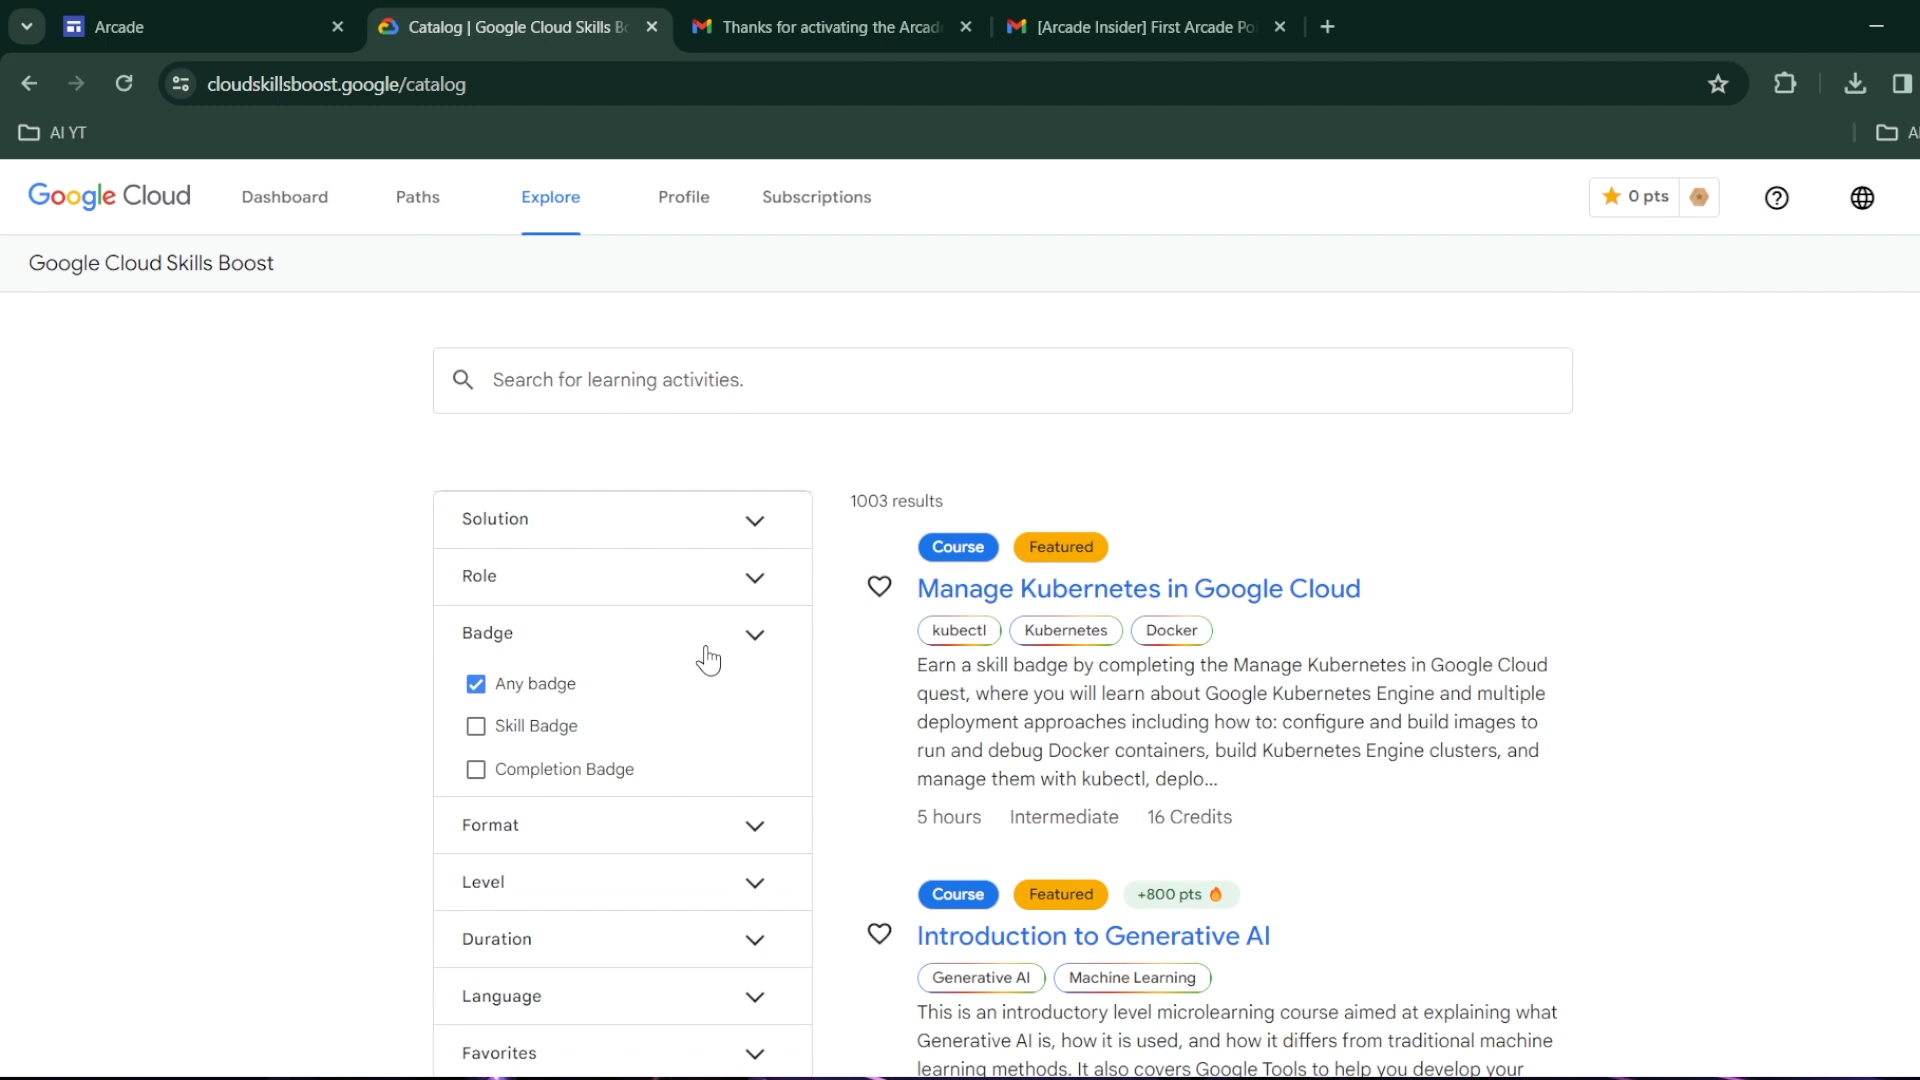 Arcade
Catalog | Google Cloud Skills Bo
Thanks for activating the Arcad
[Arcade Insider] First Arcade Po
cloudskillsboost.google/catalog
AI YT
Google Cloud
Dashboard
Paths
Explore
Profile
Subscriptions
0 pts
Google Cloud Skills Boost
Search for learning activities.
Solution
Role
Badge
Any badge
Skill Badge
Completion Badge
Format
Level
Duration
Language
Favorites
1003 results
Course Featured
Manage Kubernetes in Google Cloud
kubectl Kubernetes Docker
Earn a skill badge by completing the Manage Kubernetes in Google Cloud
quest, where you will learn about Google Kubernetes Engine and multiple
deployment approaches including how to: configure and build images to
run and debug Docker containers, build Kubernetes Engine clusters, and
manage them with kubectl, deplo...
5 hours Intermediate 16 Credits
Course Featured +800 pts
Introduction to Generative AI
Generative AI Machine Learning
This is an introductory level microlearning course aimed at explaining what
Generative AI is, how it is used, and how it differs from traditional machine
learning methods. It also covers Google Tools to help you develop your